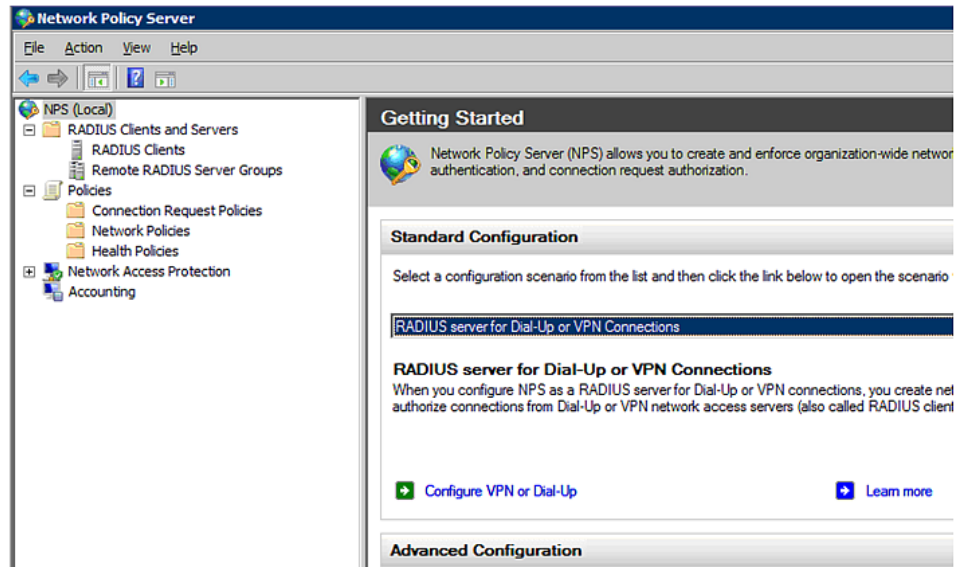 Network Policy Server
File Action View Help
NPS (Local)
RADIUS Clients and Servers
RADIUS Clients
Remote RADIUS Server Groups
Policies
Connection Request Policies
Network Policies
Health Policies
Network Access Protection
Accounting
Getting Started
Network Policy Server (NPS) allows you to create and enforce organization-wide networ
authentication, and connection request authorization.
Standard Configuration
Select a configuration scenario from the list and then click the link below to open the scenario
RADIUS server for Dial-Up or VPN Connections
RADIUS server for Dial-Up or VPN Connections
When you configure NPS as a RADIUS server for Dial-Up or VPN connections, you create net
authorize connections from Dial-Up or VPN network access servers (also called RADIUS client
Configure VPN or Dial-Up
Learn more
Advanced Configuration